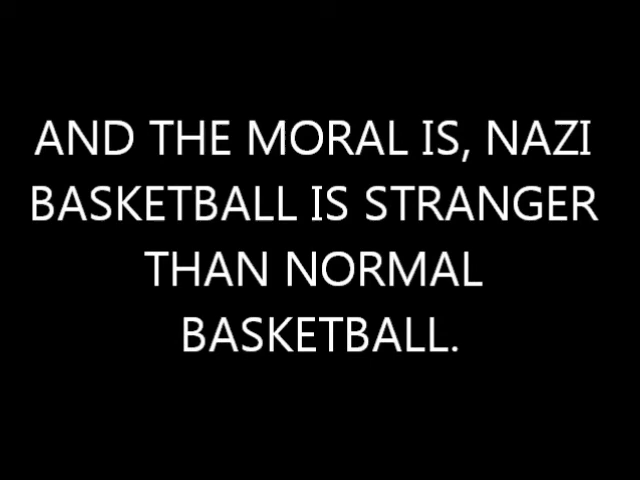 AND THE MORAL IS, NAZI
BASKETBALL IS STRANGER
THAN NORMAL
BASKETBALL.